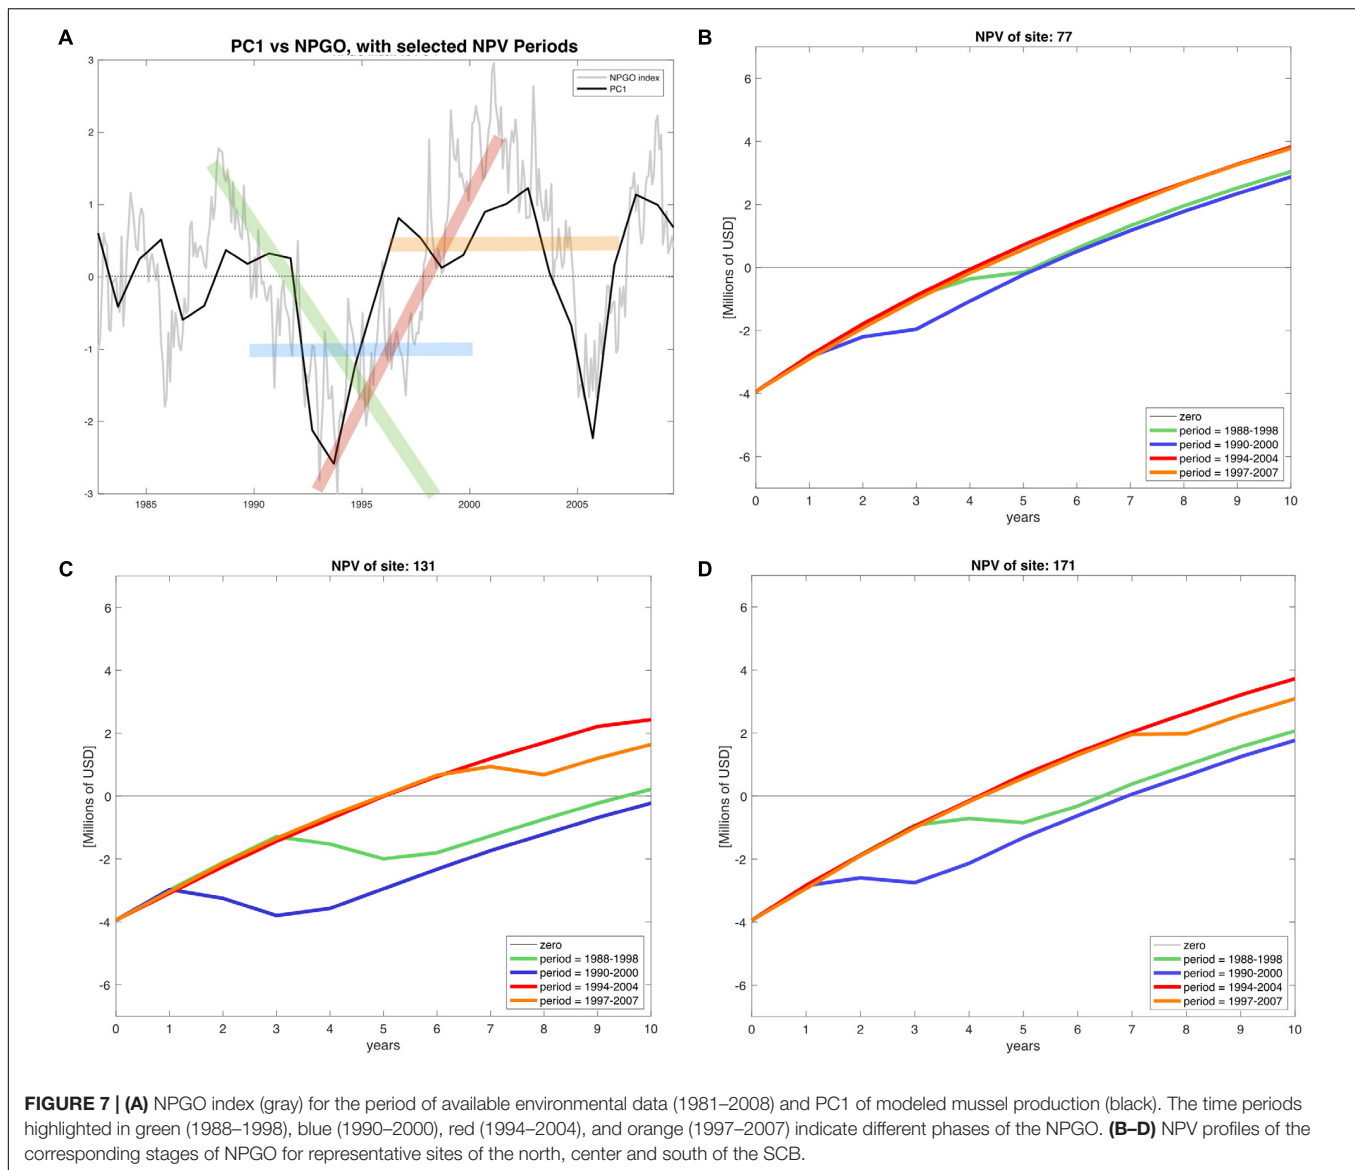 A
PC1 vs NPGO, with selected NPV Periods
NPGO index
PC1
3
2
1
0
-1
-2
-3
1985
1990
1995
2000
2005
B
NPV of site: 77
[Millions of USD]
6
4
2
0
-2
-4
-6
zero
period = 1988-1998
period = 1990-2000
period = 1994-2004
period = 1997-2007
0 1 2 3 4 5 6 7 8 9 10
years
C
NPV of site: 131
[Millions of USD]
6
4
2
0
-2
-4
-6
zero
period = 1988-1998
period = 1990-2000
period = 1994-2004
period = 1997-2007
0 1 2 3 4 5 6 7 8 9 10
years
D
NPV of site: 171
[Millions of USD]
6
4
2
0
-2
-4
-6
zero
period = 1988-1998
period = 1990-2000
period = 1994-2004
period = 1997-2007
0 1 2 3 4 5 6 7 8 9 10
years
FIGURE 7 | (A) NPGO index (gray) for the period of available environmental data (1981–2008) and PC1 of modeled mussel production (black). The time periods
highlighted in green (1988–1998), blue (1990–2000), red (1994–2004), and orange (1997–2007) indicate different phases of the NPGO. (B–D) NPV profiles of the
corresponding stages of NPGO for representative sites of the north, center and south of the SCB.